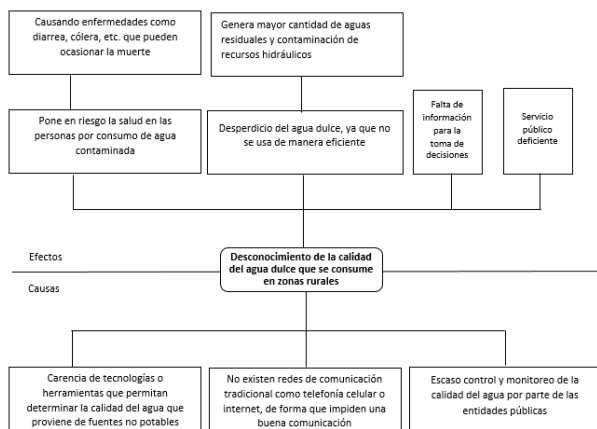 Causando enfermedades como
diarrea, cólera, etc. que pueden
ocasionar la muerte
Genera mayor cantidad de aguas
residuales y contaminación de
recursos hidráulicos
Pone en riesgo la salud en las
personas por consumo de agua
contaminada
Desperdicio del agua dulce, ya que no
se usa de manera eficiente
Falta de
información
para la
toma de
decisiones
Servicio
público
deficiente
Efectos
Desconocimiento de la calidad
del agua dulce que se consume
en zonas rurales
Causas
Carencia de tecnologías o
herramientas que permitan
determinar la calidad del agua que
proviene de fuentes no potables
No existen redes de comunicación
tradicional como telefonía celular o
internet, de forma que impiden una
buena comunicación
Escaso control y monitoreo de la
calidad del agua por parte de las
entidades públicas